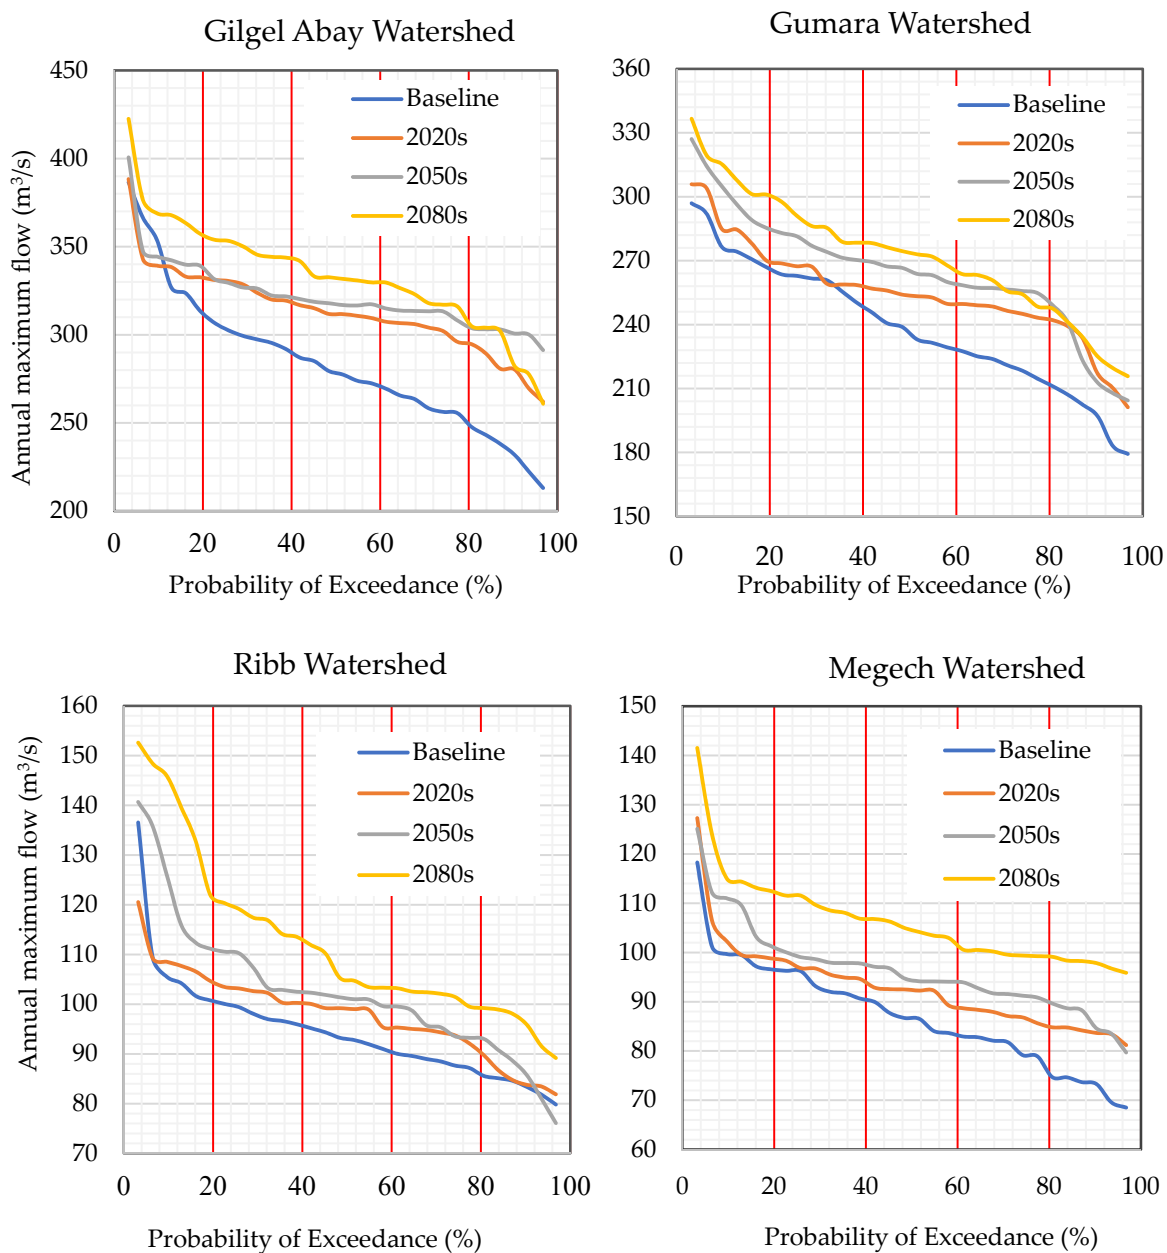 Gilgel Abay Watershed
Annual maximum flow (m³/s)
450
400
350
300
250
200
Baseline
2020s
2050s
2080s
0 20 40 60 80 100
Probability of Exceedance (%)
Gumara Watershed
360
330
300
270
240
210
180
150
Baseline
2020s
2050s
2080s
0 20 40 60 80 100
Probability of Exceedance (%)
Ribb Watershed
Annual maximum flow (m³/s)
160
150
140
130
120
110
100
90
80
70
Baseline
2020s
2050s
2080s
0 20 40 60 80 100
Probability of Exceedance (%)
Megech Watershed
150
140
130
120
110
100
90
80
70
60
Baseline
2020s
2050s
2080s
0 20 40 60 80 100
Probability of Exceedance (%)